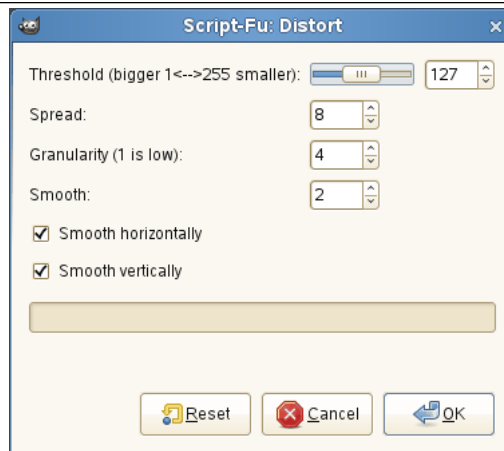 Script-Fu: Distort
Threshold (bigger 1<-->255 smaller): 127
Spread: 8
Granularity (1 is low): 4
Smooth: 2
Smooth horizontally
Smooth vertically
Reset Cancel OK